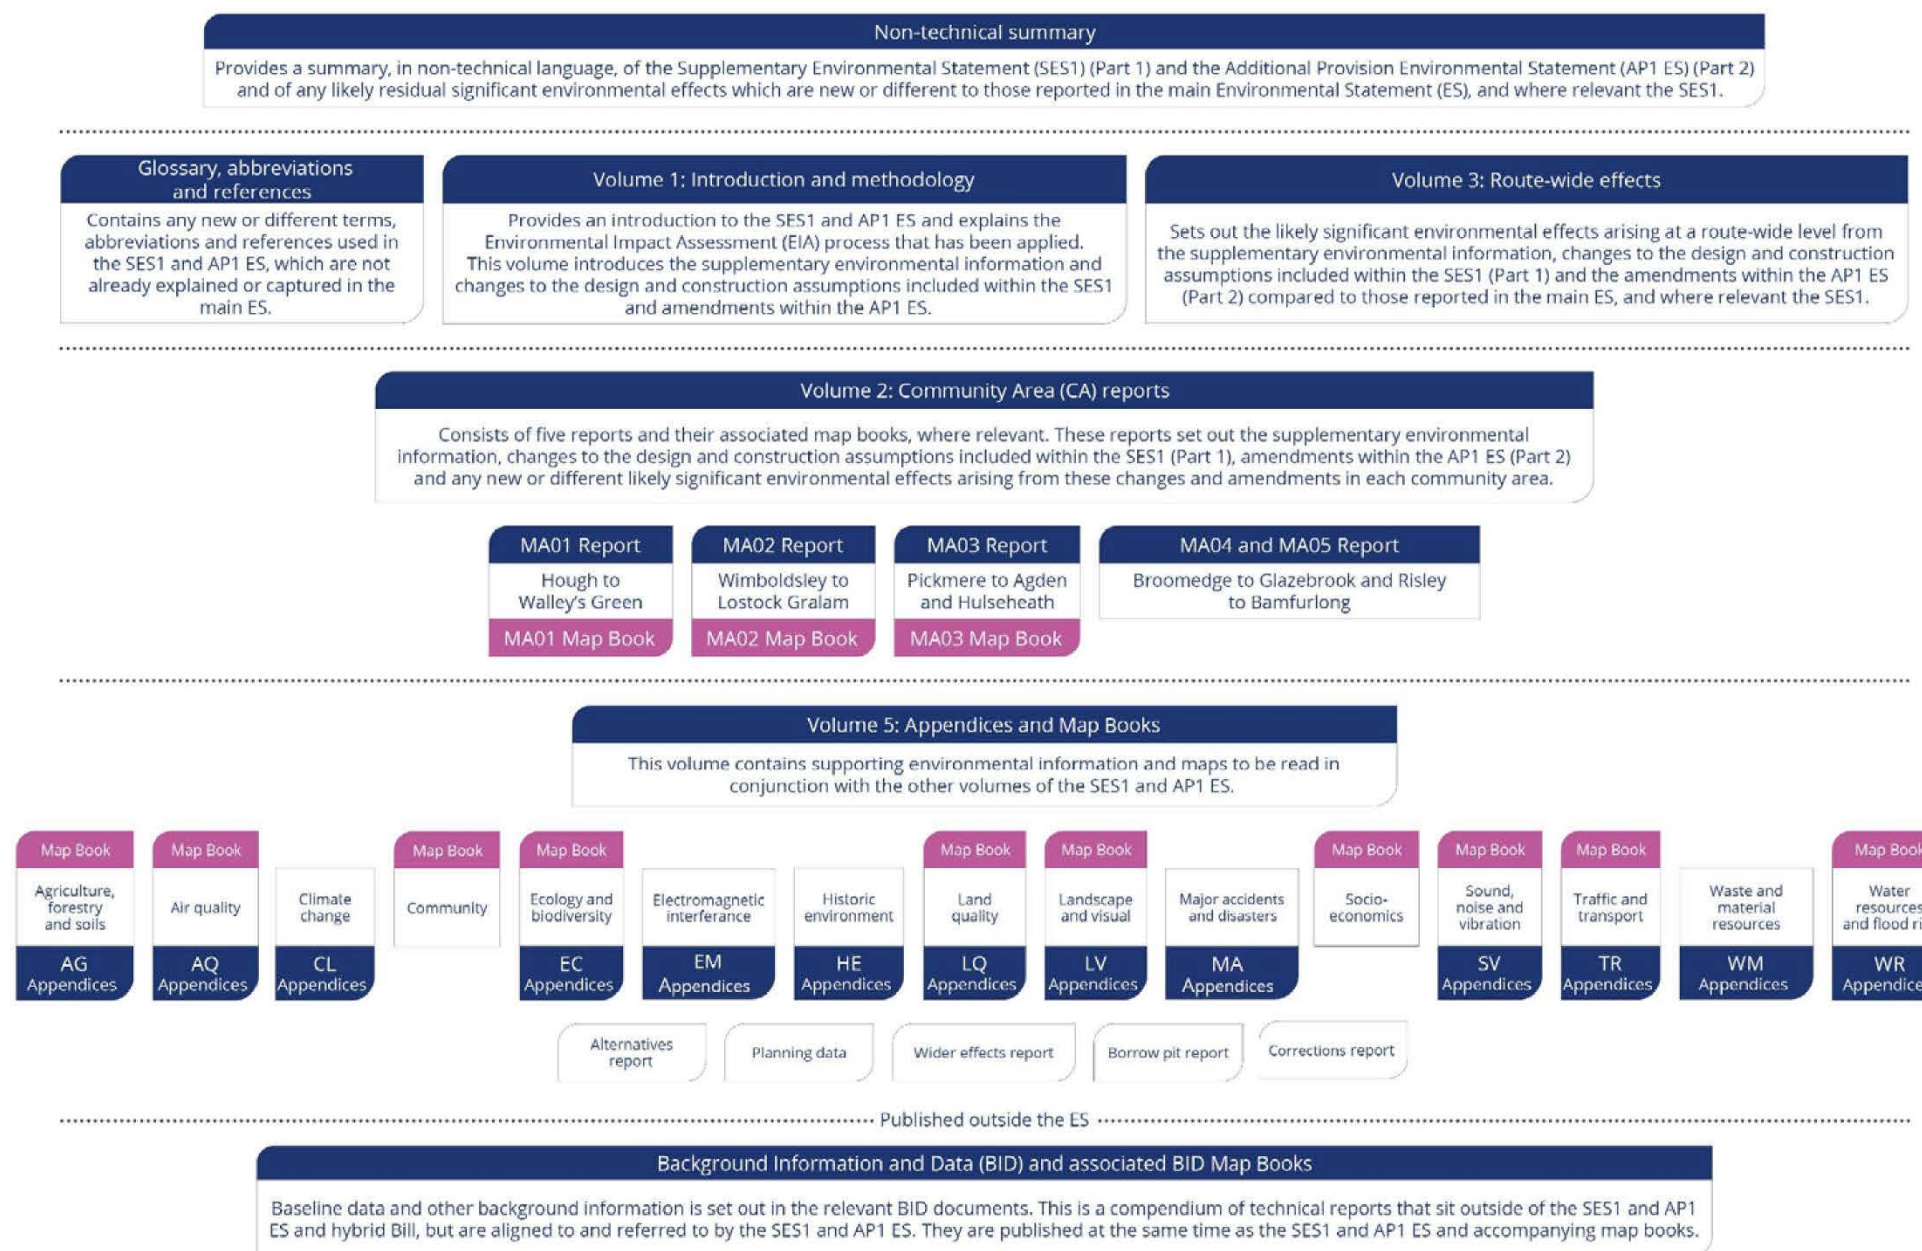 Non-technical summary
Provides a summary, in non-technical language, of the Supplementary Environmental Statement (SES1) (Part 1) and the Additional Provision Environmental Statement (AP1 ES) (Part 2)
and of any likely residual significant environmental effects which are new or different to those reported in the main Environmental Statement (ES), and where relevant the SES1.
Glossary, abbreviations
and references
Contains any new or different terms,
abbreviations and references used in
the SES1 and AP1 ES, which are not
already explained or captured in the
main ES.
Volume 1: Introduction and methodology
Provides an introduction to the SES1 and AP1 ES and explains the
Environmental Impact Assessment (EIA) process that has been applied.
This volume introduces the supplementary environmental information and
changes to the design and construction assumptions included within the SES1
and amendments within the AP1 ES.
Volume 3: Route-wide effects
Sets out the likely significant environmental effects arising at a route-wide level from
the supplementary environmental information, changes to the design and construction
assumptions included within the SES1 (Part 1) and the amendments within the AP1 ES
(Part 2) compared to those reported in the main ES, and where relevant the SES1.
Volume 2: Community Area (CA) reports
Consists of five reports and their associated map books, where relevant. These reports set out the supplementary environmental
information, changes to the design and construction assumptions included within the SES1 (Part 1), amendments within the AP1 ES (Part 2)
and any new or different likely significant environmental effects arising from these changes and amendments in each community area.
MA01 Report
Hough to
Walley's Green
MA01 Map Book
MA02 Report
Wimboldsley to
Lostock Gralam
MA02 Map Book
MA03 Report
Pickmere to Agden
and Hulseheath
MA03 Map Book
MA04 and MA05 Report
Broomedge to Glazebrook and Risley
to Bamfurlong
Volume 5: Appendices and Map Books
This volume contains supporting environmental information and maps to be read in
conjunction with the other volumes of the SES1 and AP1 ES.
Map Book
Agriculture,
forestry
and soils
AG
Appendices
Map Book
Air quality
AQ
Appendices
Climate
change
CL
Appendices
Map Book
Community
Map Book
Ecology and
biodiversity
EC
Appendices
Electromagnetic
interferance
EM
Appendices
Historic
environment
HE
Appendices
Map Book
Land
quality
LQ
Appendices
Map Book
Landscape
and visual
LV
Appendices
Major accidents
and disasters
MA
Appendices
Map Book
Socio-
economics
Map Book
Sound,
noise and
vibration
SV
Appendices
Map Book
Traffic and
transport
TR
Appendices
Waste and
material
resources
WM
Appendices
Map Book
Water
resources
and flood ri
WR
Appendice
Alternatives
report
Planning data
Wider effects report
Borrow pit report
Corrections report
Published outside the ES
Background Information and Data (BID) and associated BID Map Books
Baseline data and other background information is set out in the relevant BID documents. This is a compendium of technical reports that sit outside of the SES1 and AP1
ES and hybrid Bill, but are aligned to and referred to by the SES1 and AP1 ES. They are published at the same time as the SES1 and AP1 ES and accompanying map books.